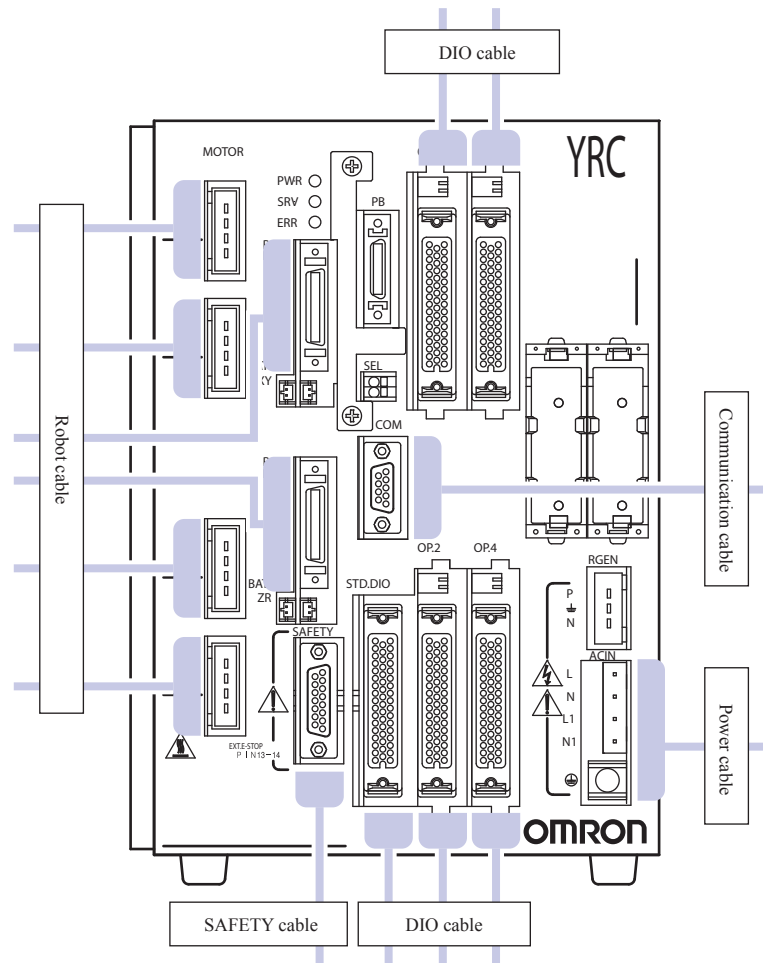 DIO cable
MOTOR
YRC
PWR
SRV
ERR
PB
XY
SEL
COM
Robot cable
Communication cable
OP.2
OP.4
RGEN
P
N
BAT
ZR
STD.DIO
SAFETY
ACIN
L
N
L1
N1
EXT.E-STOP
PIN13-14
Power cable
OMRON
SAFETY cable
DIO cable